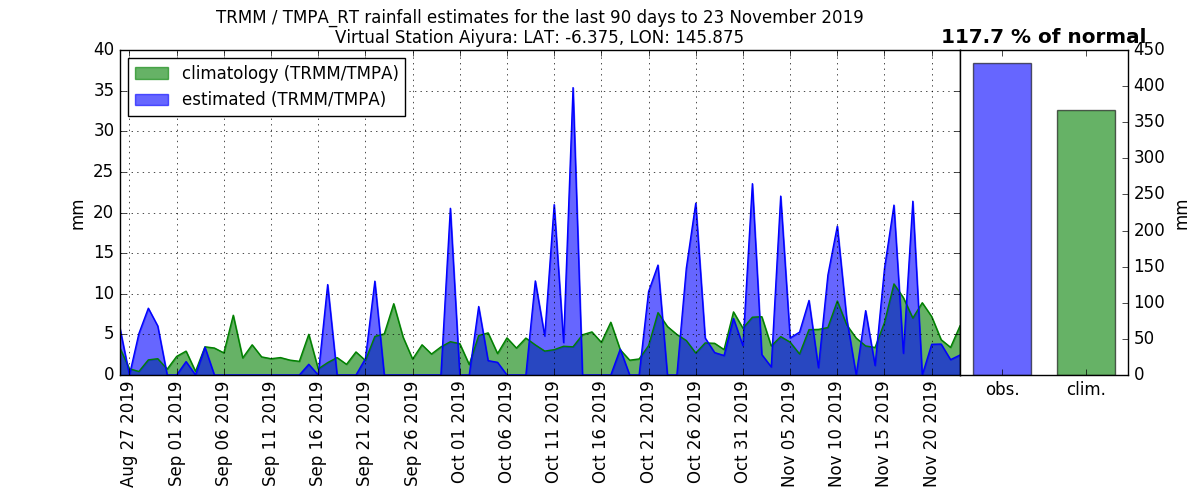 TRMM / TMPA_RT rainfall estimates for the last 90 days to 23 November 2019
Virtual Station Aiyura: LAT: -6.375, LON: 145.875
117.7 % of normal
climatology (TRMM/TMPA)
estimated (TRMM/TMPA)
mm
40
35
30
25
20
15
10
5
0
450
400
350
300
250
200
150
100
50
0
mm
Aug 27 2019
Sep 01 2019
Sep 06 2019
Sep 11 2019
Sep 16 2019
Sep 21 2019
Sep 26 2019
Oct 01 2019
Oct 06 2019
Oct 11 2019
Oct 16 2019
Oct 21 2019
Oct 26 2019
Oct 31 2019
Nov 05 2019
Nov 10 2019
Nov 15 2019
Nov 20 2019
obs.
clim.